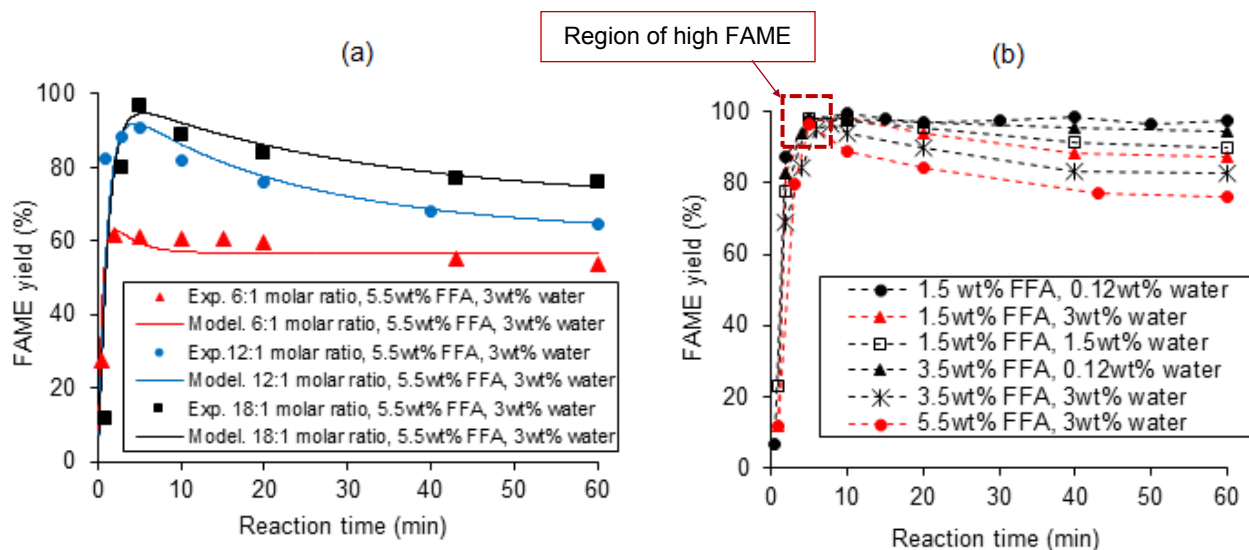 Region of high FAME
(a)
(b)
FAME yield (%)
100
80
60
40
20
0
0
10
20
30
40
50
60
Reaction time (min)
Exp. 6:1 molar ratio, 5.5wt% FFA, 3wt% water
Model. 6:1 molar ratio, 5.5wt% FFA, 3wt% water
Exp.12:1 molar ratio, 5.5wt% FFA, 3wt% water
Model. 12:1 molar ratio, 5.5wt% FFA, 3wt% water
Exp. 18:1 molar ratio, 5.5wt% FFA, 3wt% water
Model. 18:1 molar ratio, 5.5wt% FFA, 3wt% water
FAME yield (%)
100
80
60
40
20
0
0
10
20
30
40
50
60
Reaction time (min)
1.5 wt% FFA, 0.12wt% water
1.5wt% FFA, 3wt% water
1.5wt% FFA, 1.5wt% water
3.5wt% FFA, 0.12wt% water
3.5wt% FFA, 3wt% water
5.5wt% FFA, 3wt% water